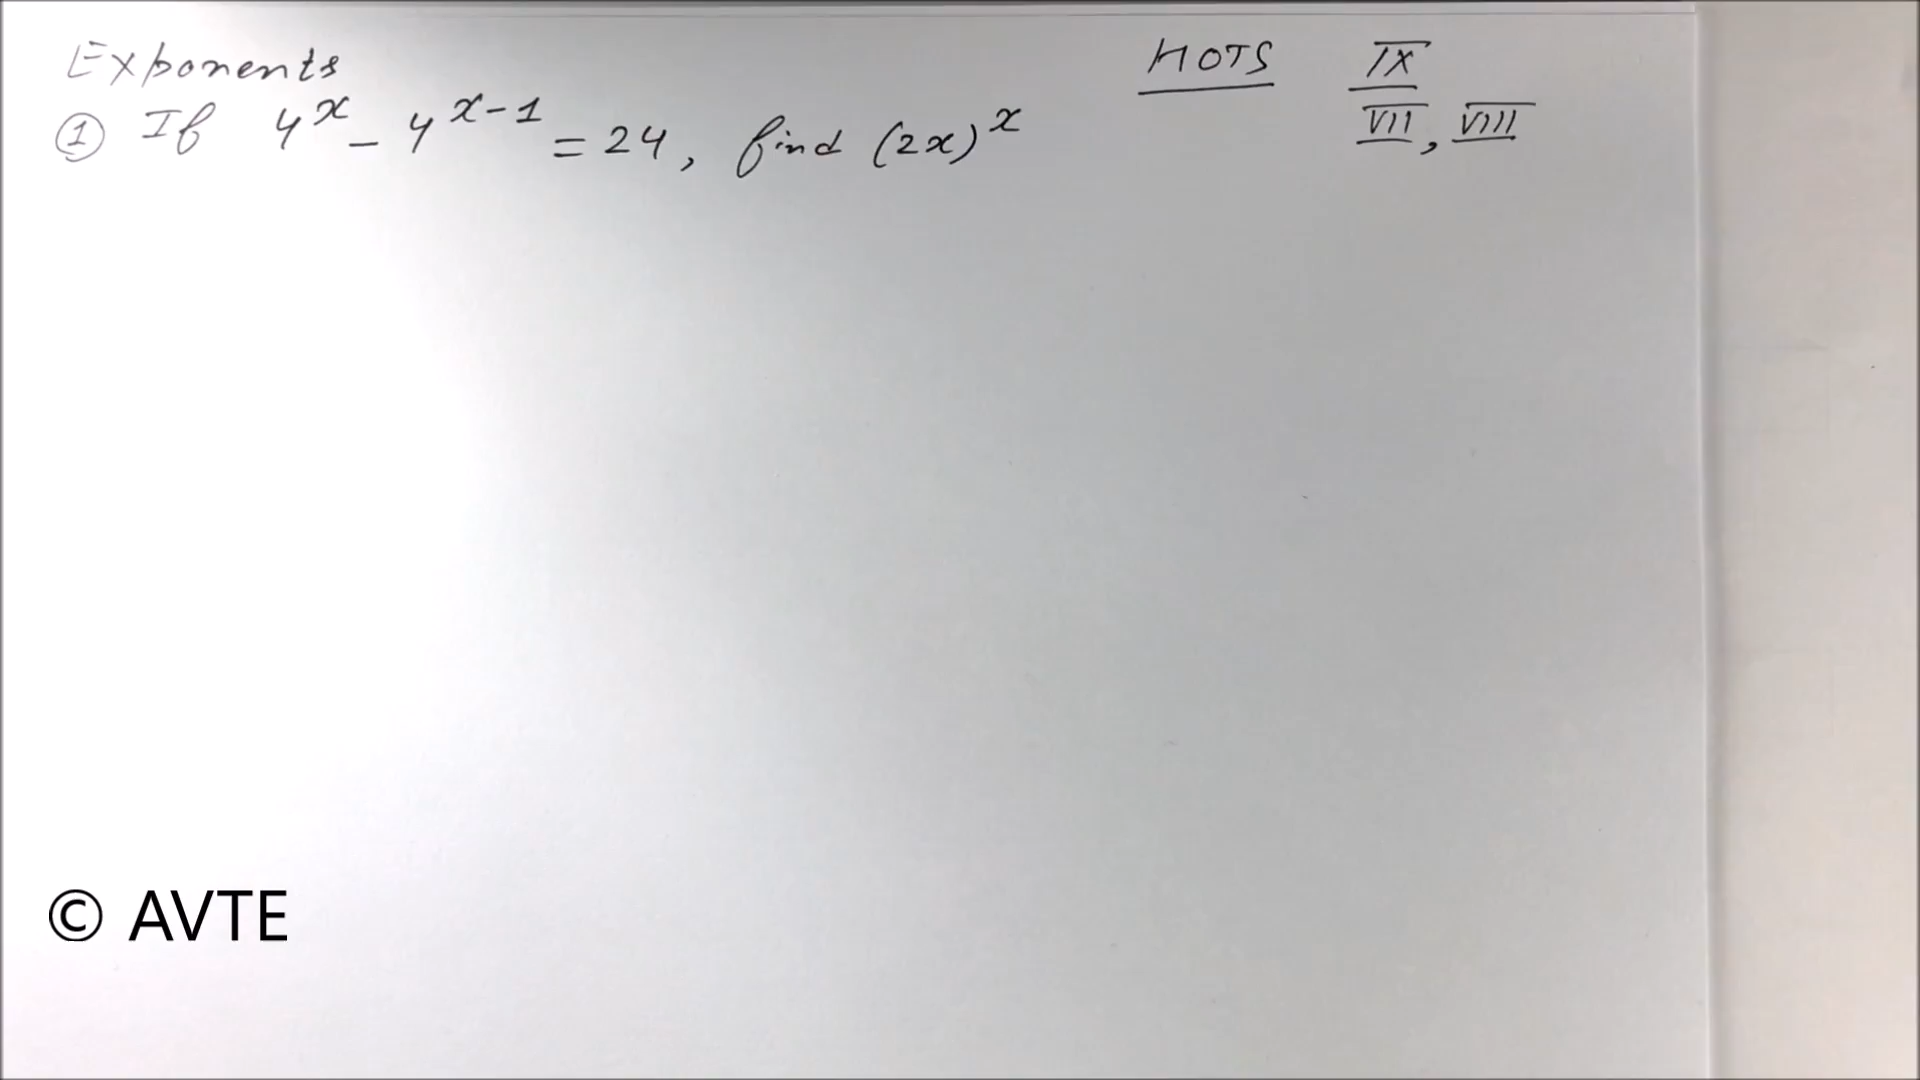 Exponents
HOTS IX
① If 4^x - 4^{x-1} = 24, find (2x)^x
VII, VIII
© AVTE